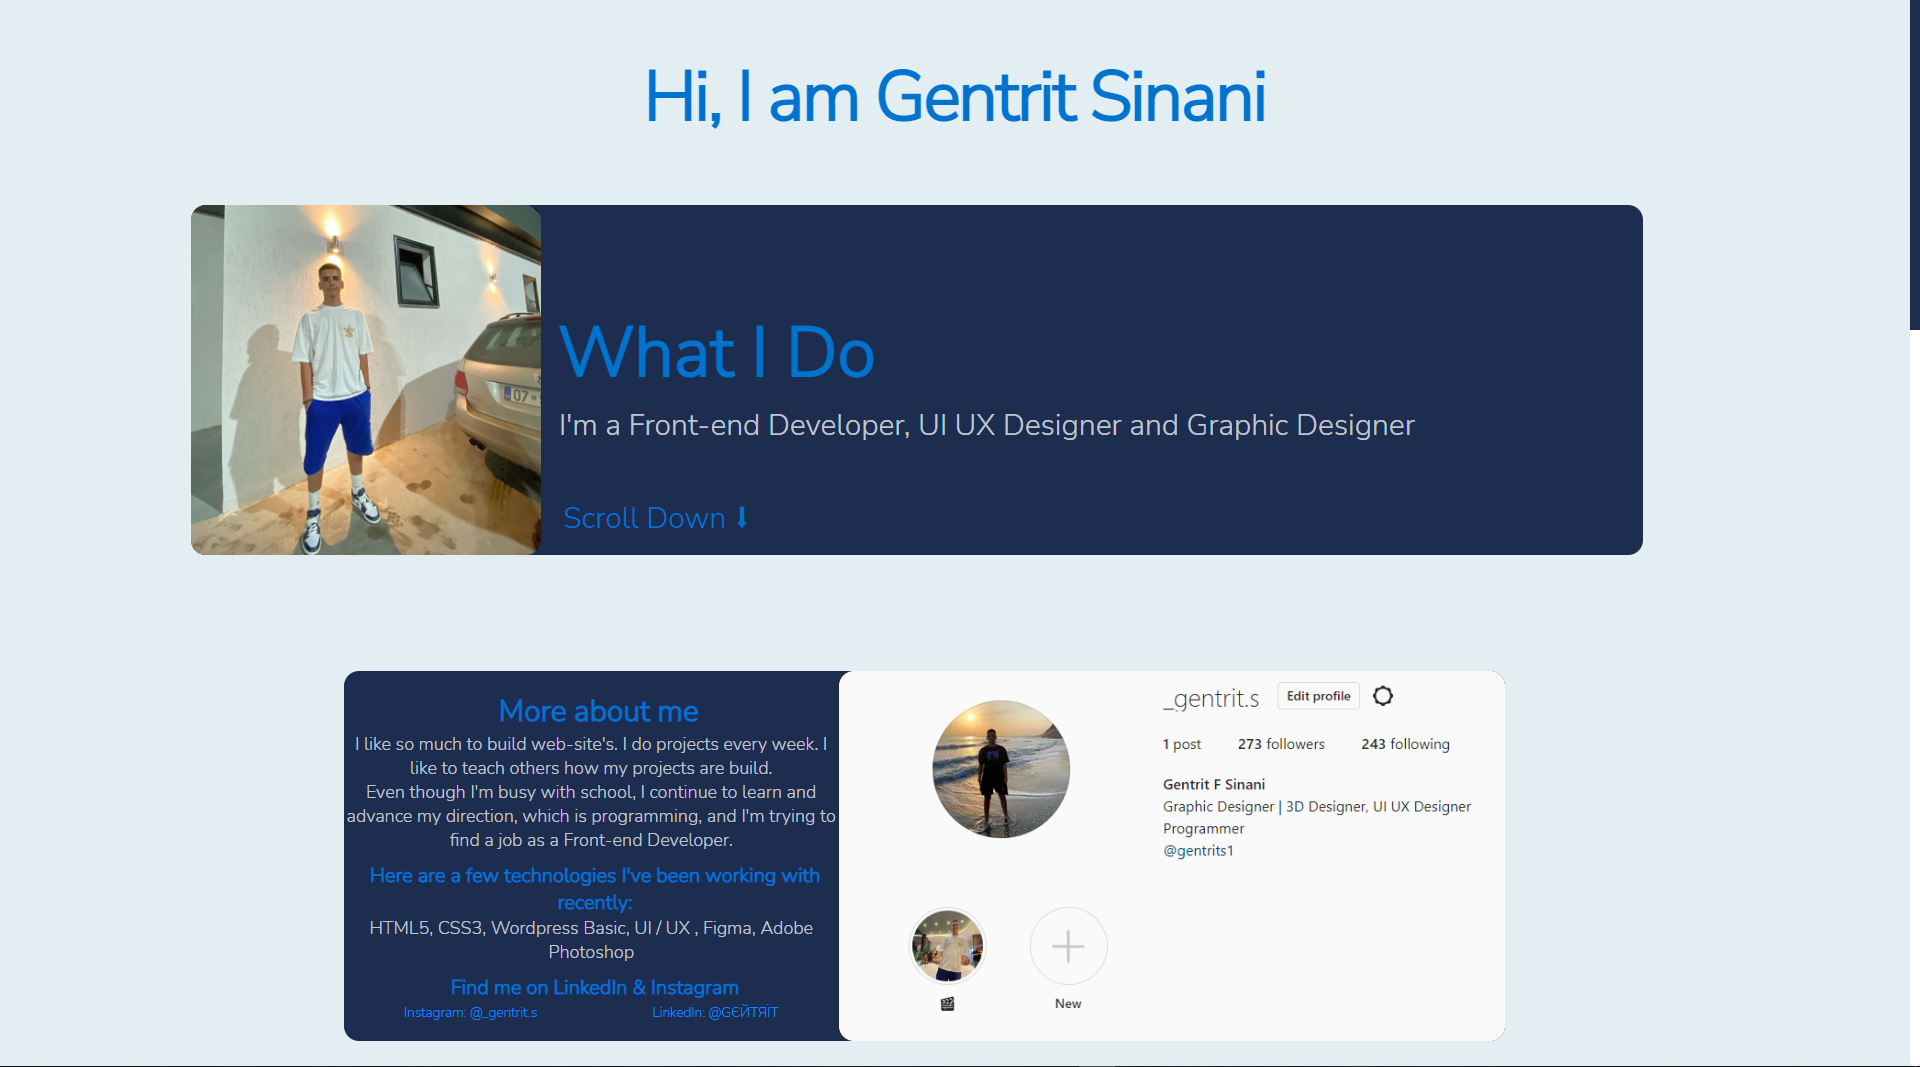 Hi, I am Gentrit Sinani
07
What I Do
I'm a Front-end Developer, UI UX Designer and Graphic Designer
Scroll Down ⬇
More about me
I like so much to build web-site's. I do projects every week. I
like to teach others how my projects are build.
Even though I'm busy with school, I continue to learn and
advance my direction, which is programming, and I'm trying to
find a job as a Front-end Developer.
Here are a few technologies I've been working with
recently:
HTML5, CSS3, Wordpress Basic, UI / UX , Figma, Adobe
Photoshop
Find me on LinkedIn & Instagram
Instagram: @_gentrit.s
LinkedIn: @GЄЙTЯÏT
_gentrit.s Edit profile
1 post 273 followers 243 following
Gentrit F Sinani
Graphic Designer | 3D Designer, UI UX Designer
Programmer
@gentrits1
🎬 New